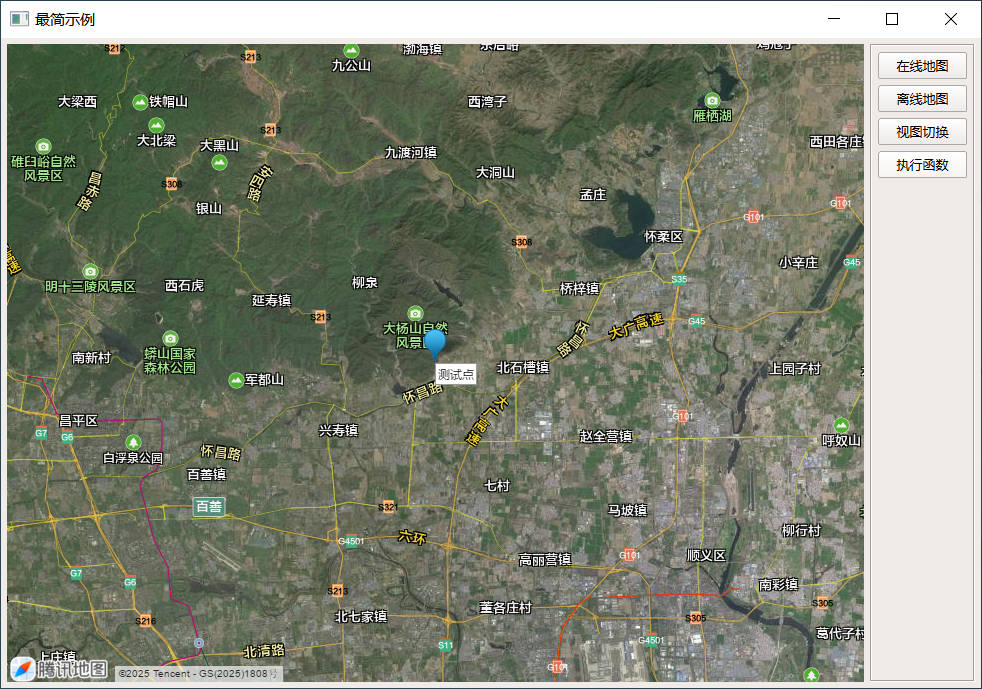 最简示例
S212
S213
九公山
渤海镇
大梁西
铁帽山
西湾子
雁栖湖
在线地图
离线地图
视图切换
执行函数
大北梁
S213
大黑山
九渡河镇
西田各庄镇
碓臼峪自然
风景区
昌赤路
S308
安四路
大洞山
孟庄
银山
G101
G101
怀柔区
S308
小辛庄
G45
明十三陵风景区
西石虎
柳泉
S35
桥梓镇
延寿镇
S213
大杨山自然
风景区
怀昌路
大广高速
G45
南新村
蟒山国家
森林公园
北石槽镇
上园子村
测试点
军都山
怀昌路
大广高速
G101
昌平区
G7
G6
兴寿镇
赵全营镇
呼奴山
白浮泉公园
怀昌路
百善镇
七村
百善
S321
马坡镇
六环
G4501
柳行村
G7
G6
高丽营镇
G101
顺义区
S213
南彩镇
S216
北七家镇
董各庄村
S305
S305
葛代子村
S11
G4501
北清路
上庄镇
G101
腾讯地图
©2025 Tencent - GS(2025)1808号